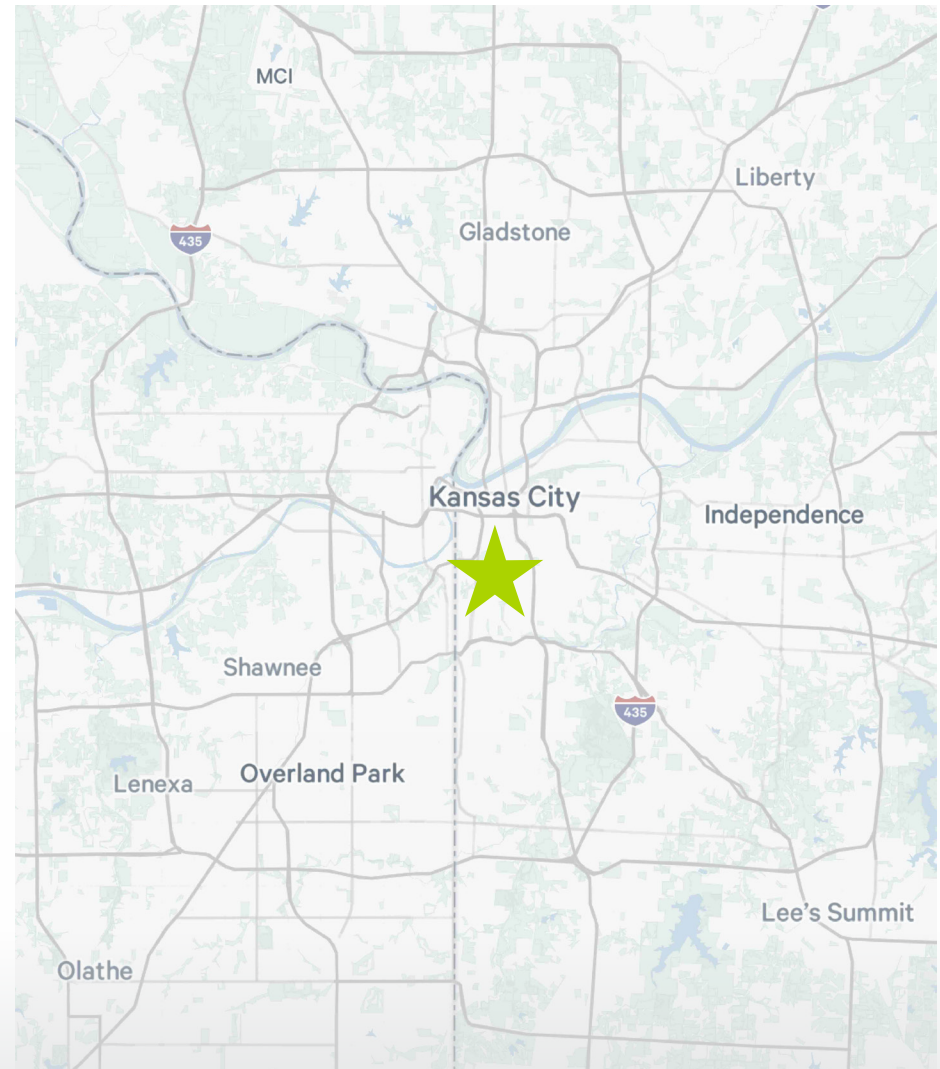 MCI
Liberty
Gladstone
435
Kansas City
Independence
Shawnee
435
Overland Park
Lenexa
Lee's Summit
Olathe